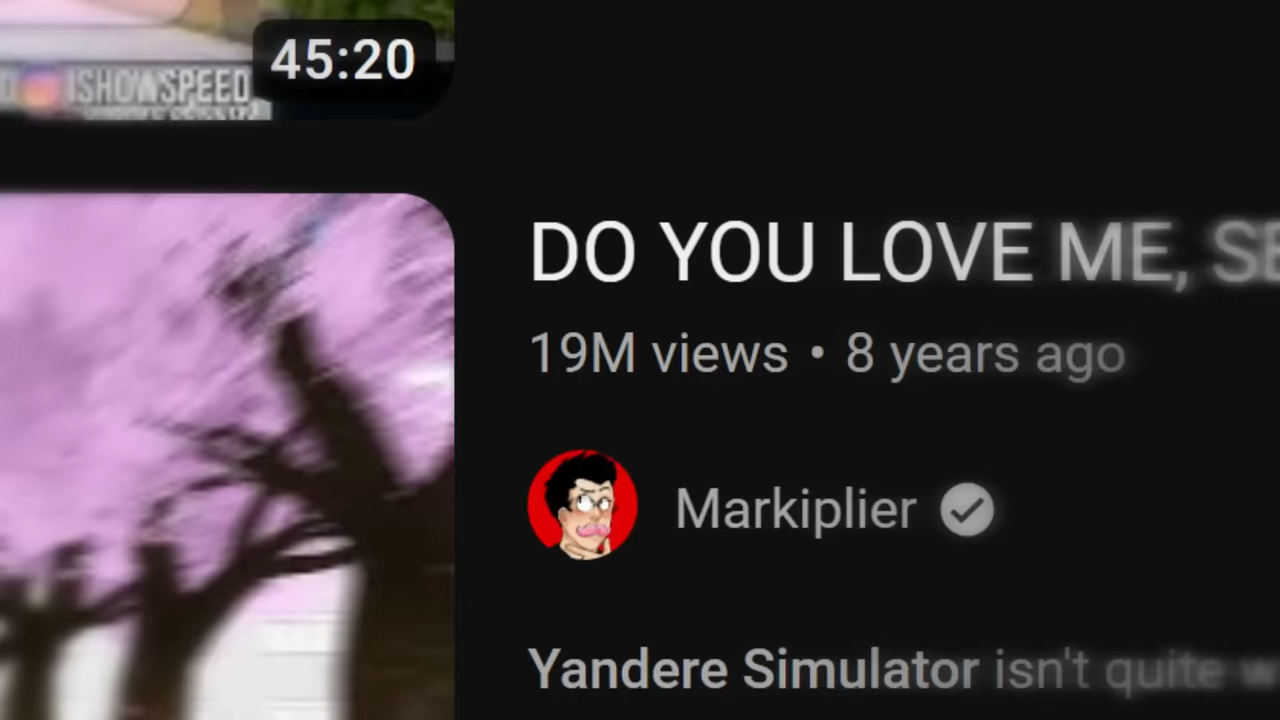 45:20
ISHOWSPEED
DO YOU LOVE ME, SE
19M views • 8 years ago
Markiplier
Yandere Simulator isn't quite w